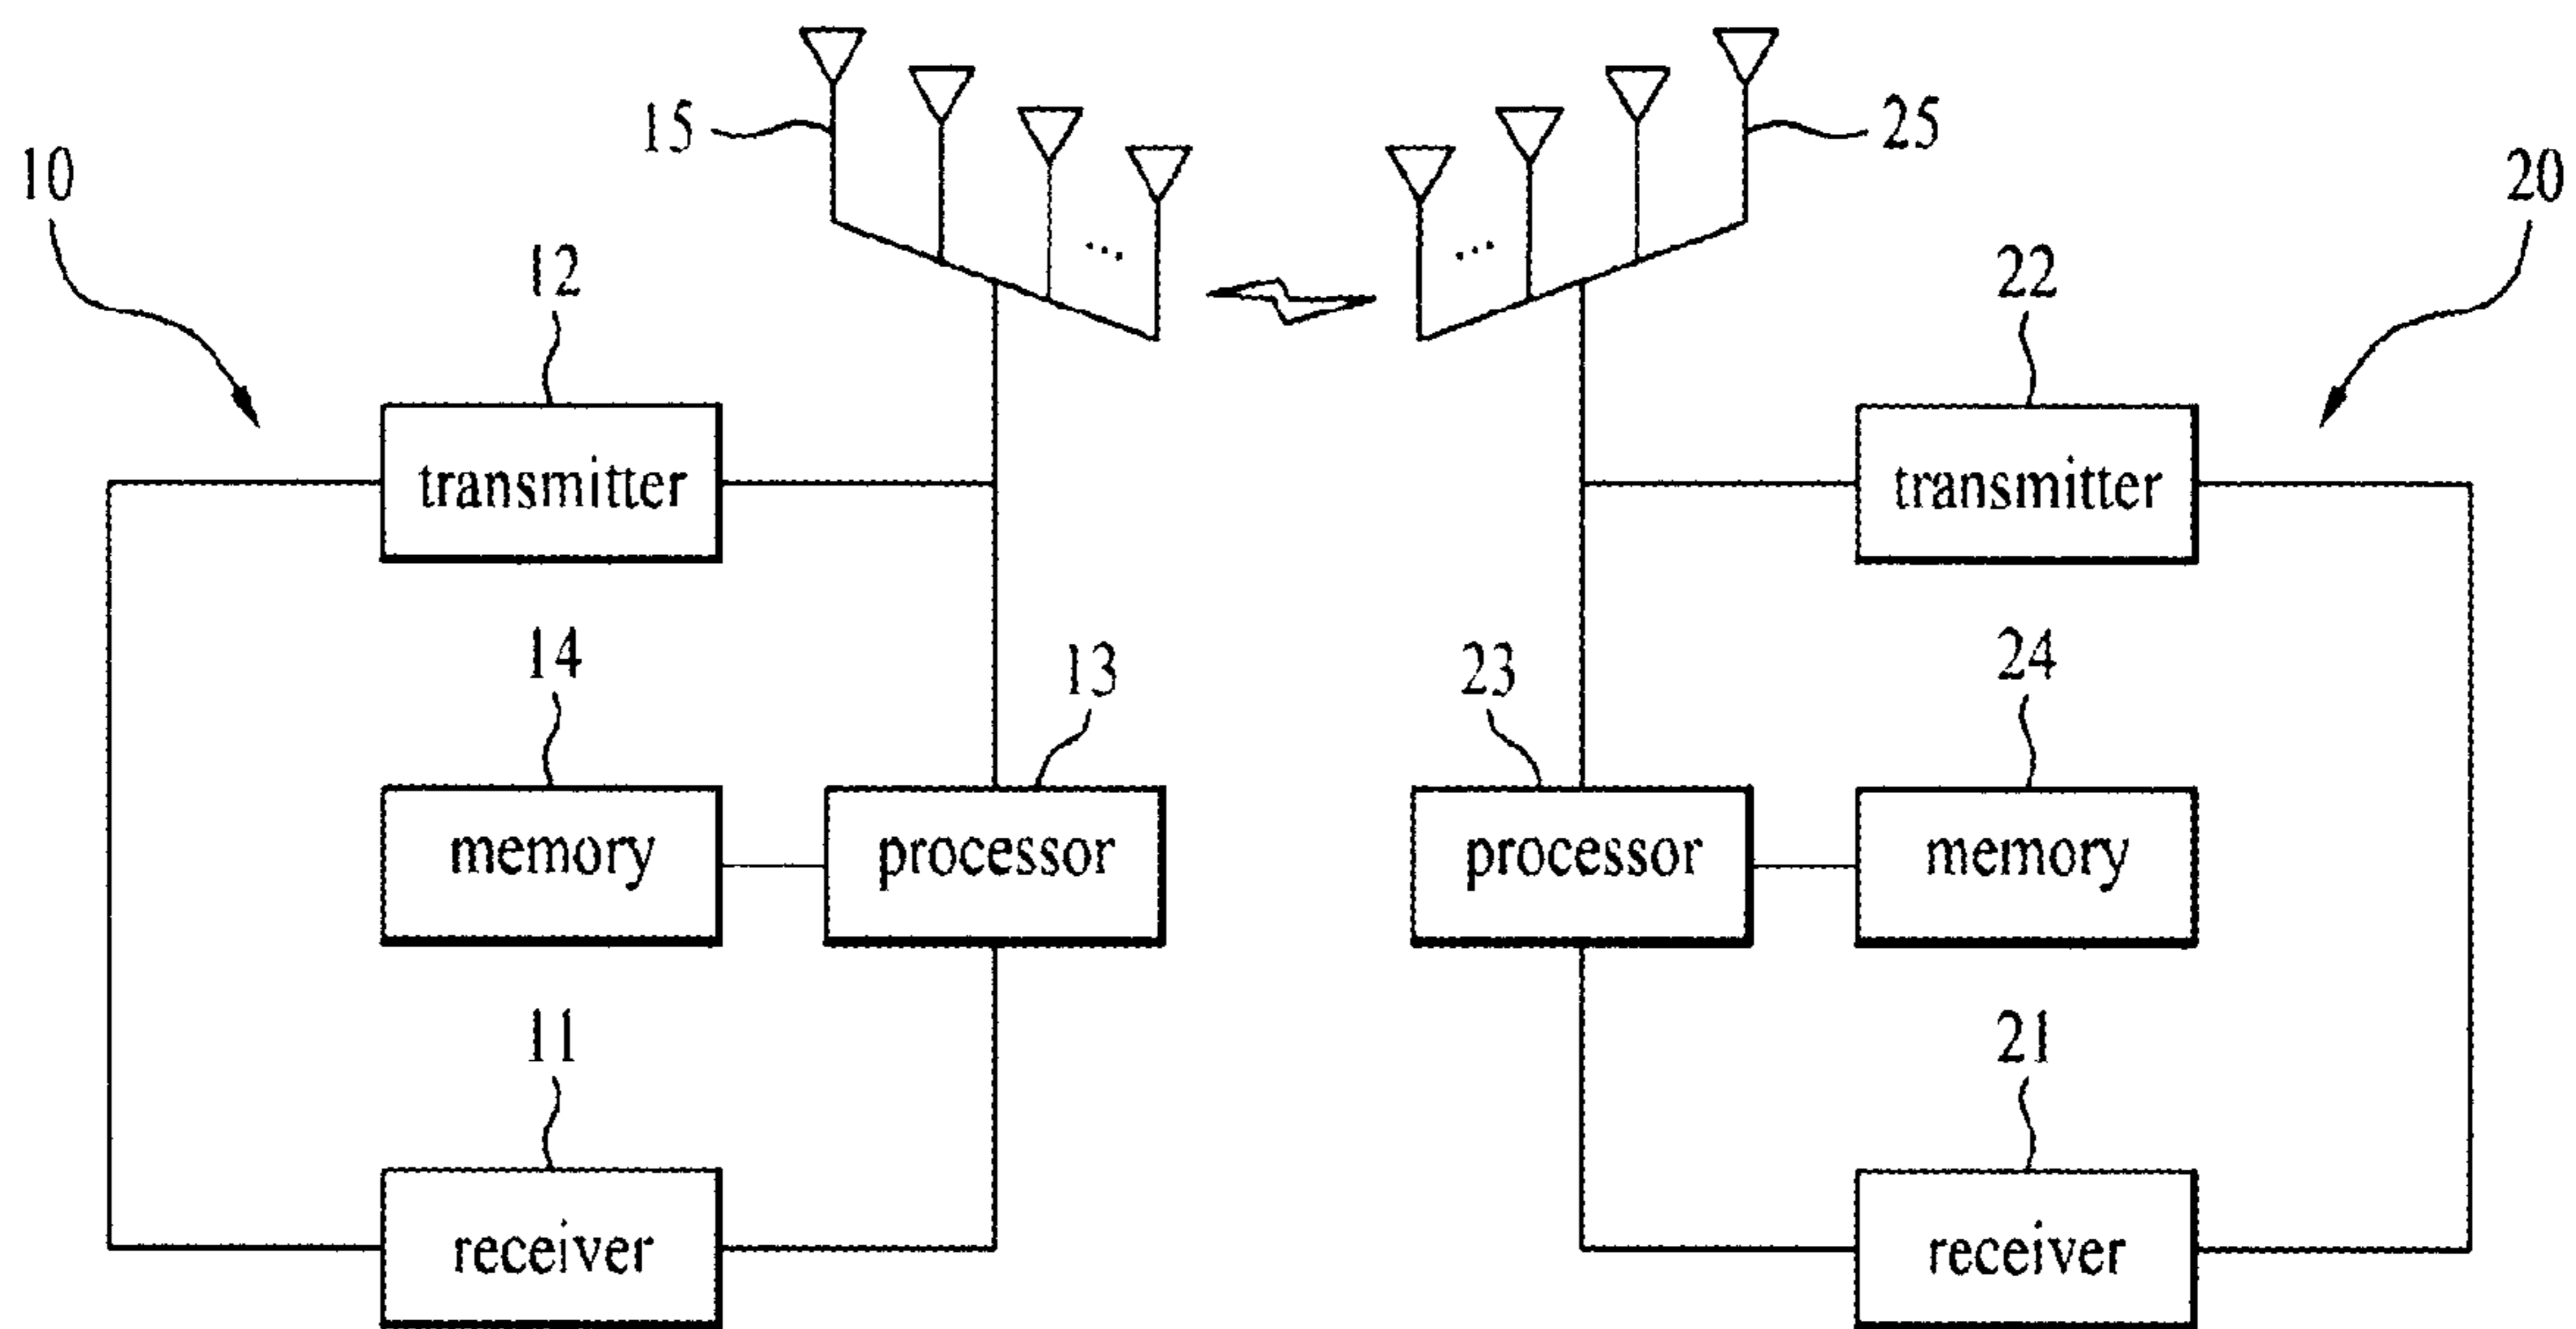 15
25
10
20
12
22
transmitter
transmitter
14
13
23
24
memory
processor
processor
memory
11
21
receiver
receiver